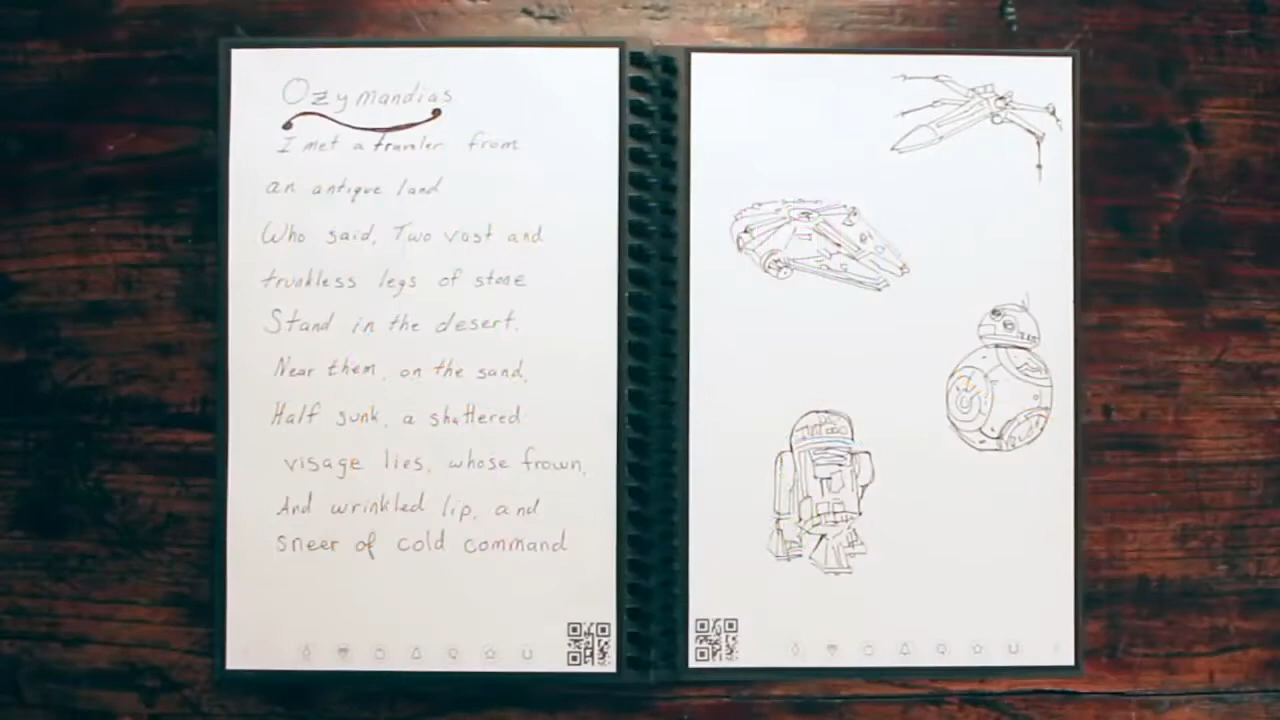 Ozymandias
I met a traveler from
an antique land
Who said, Two vast and
trunkless legs of stone
Stand in the desert.
Near them, on the sand,
Half sunk, a shattered
visage lies, whose frown,
And wrinkled lip, and
sneer of cold command